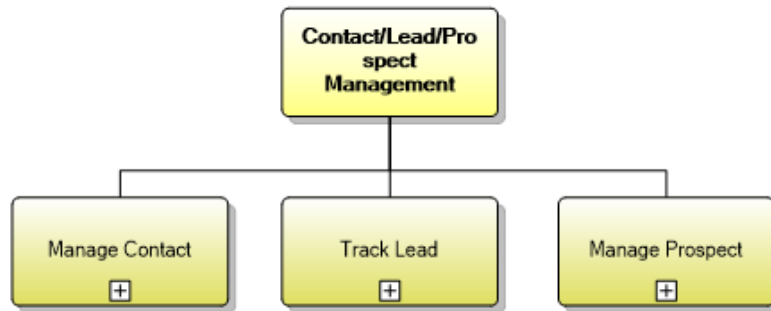 Contact/Lead/Pro
spect
Management
Manage Contact
Track Lead
Manage Prospect